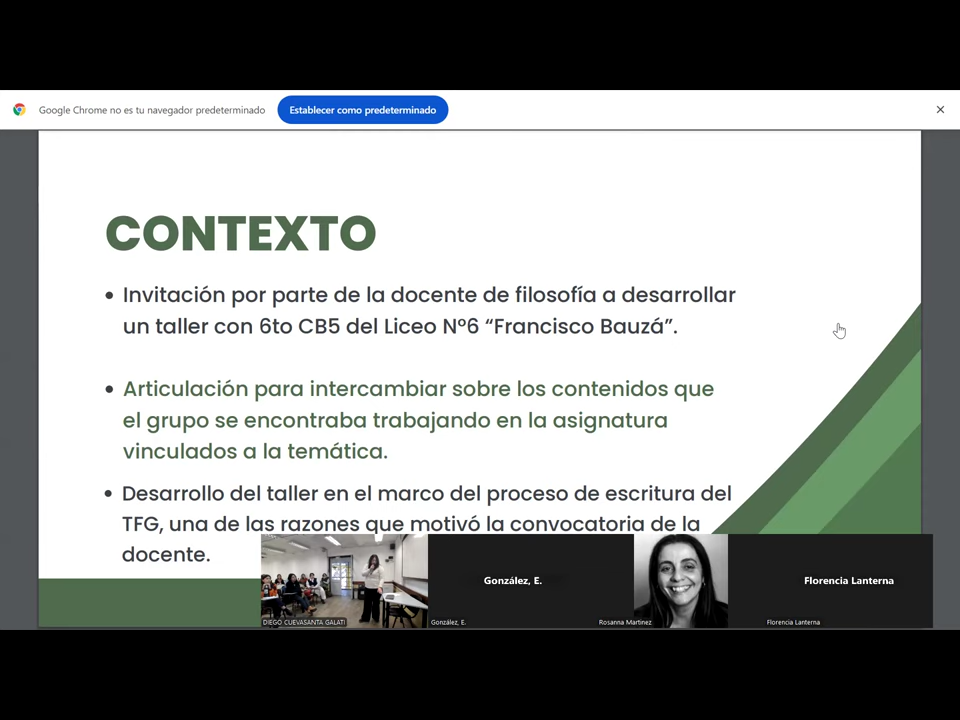 Google Chrome no es tu navegador predeterminado
Establecer como predeterminado
CONTEXTO
• Invitación por parte de la docente de filosofía a desarrollar
un taller con 6to CB5 del Liceo N°6 “Francisco Bauzá”.
• Articulación para intercambiar sobre los contenidos que
el grupo se encontraba trabajando en la asignatura
vinculados a la temática.
• Desarrollo del taller en el marco del proceso de escritura del
TFG, una de las razones que motivó la convocatoria de la
docente.
González, E.
Florencia Lanterna
DIEGO CUEVASANTA GALATI
González, E.
Rosanna Martinez
Florencia Lanterna